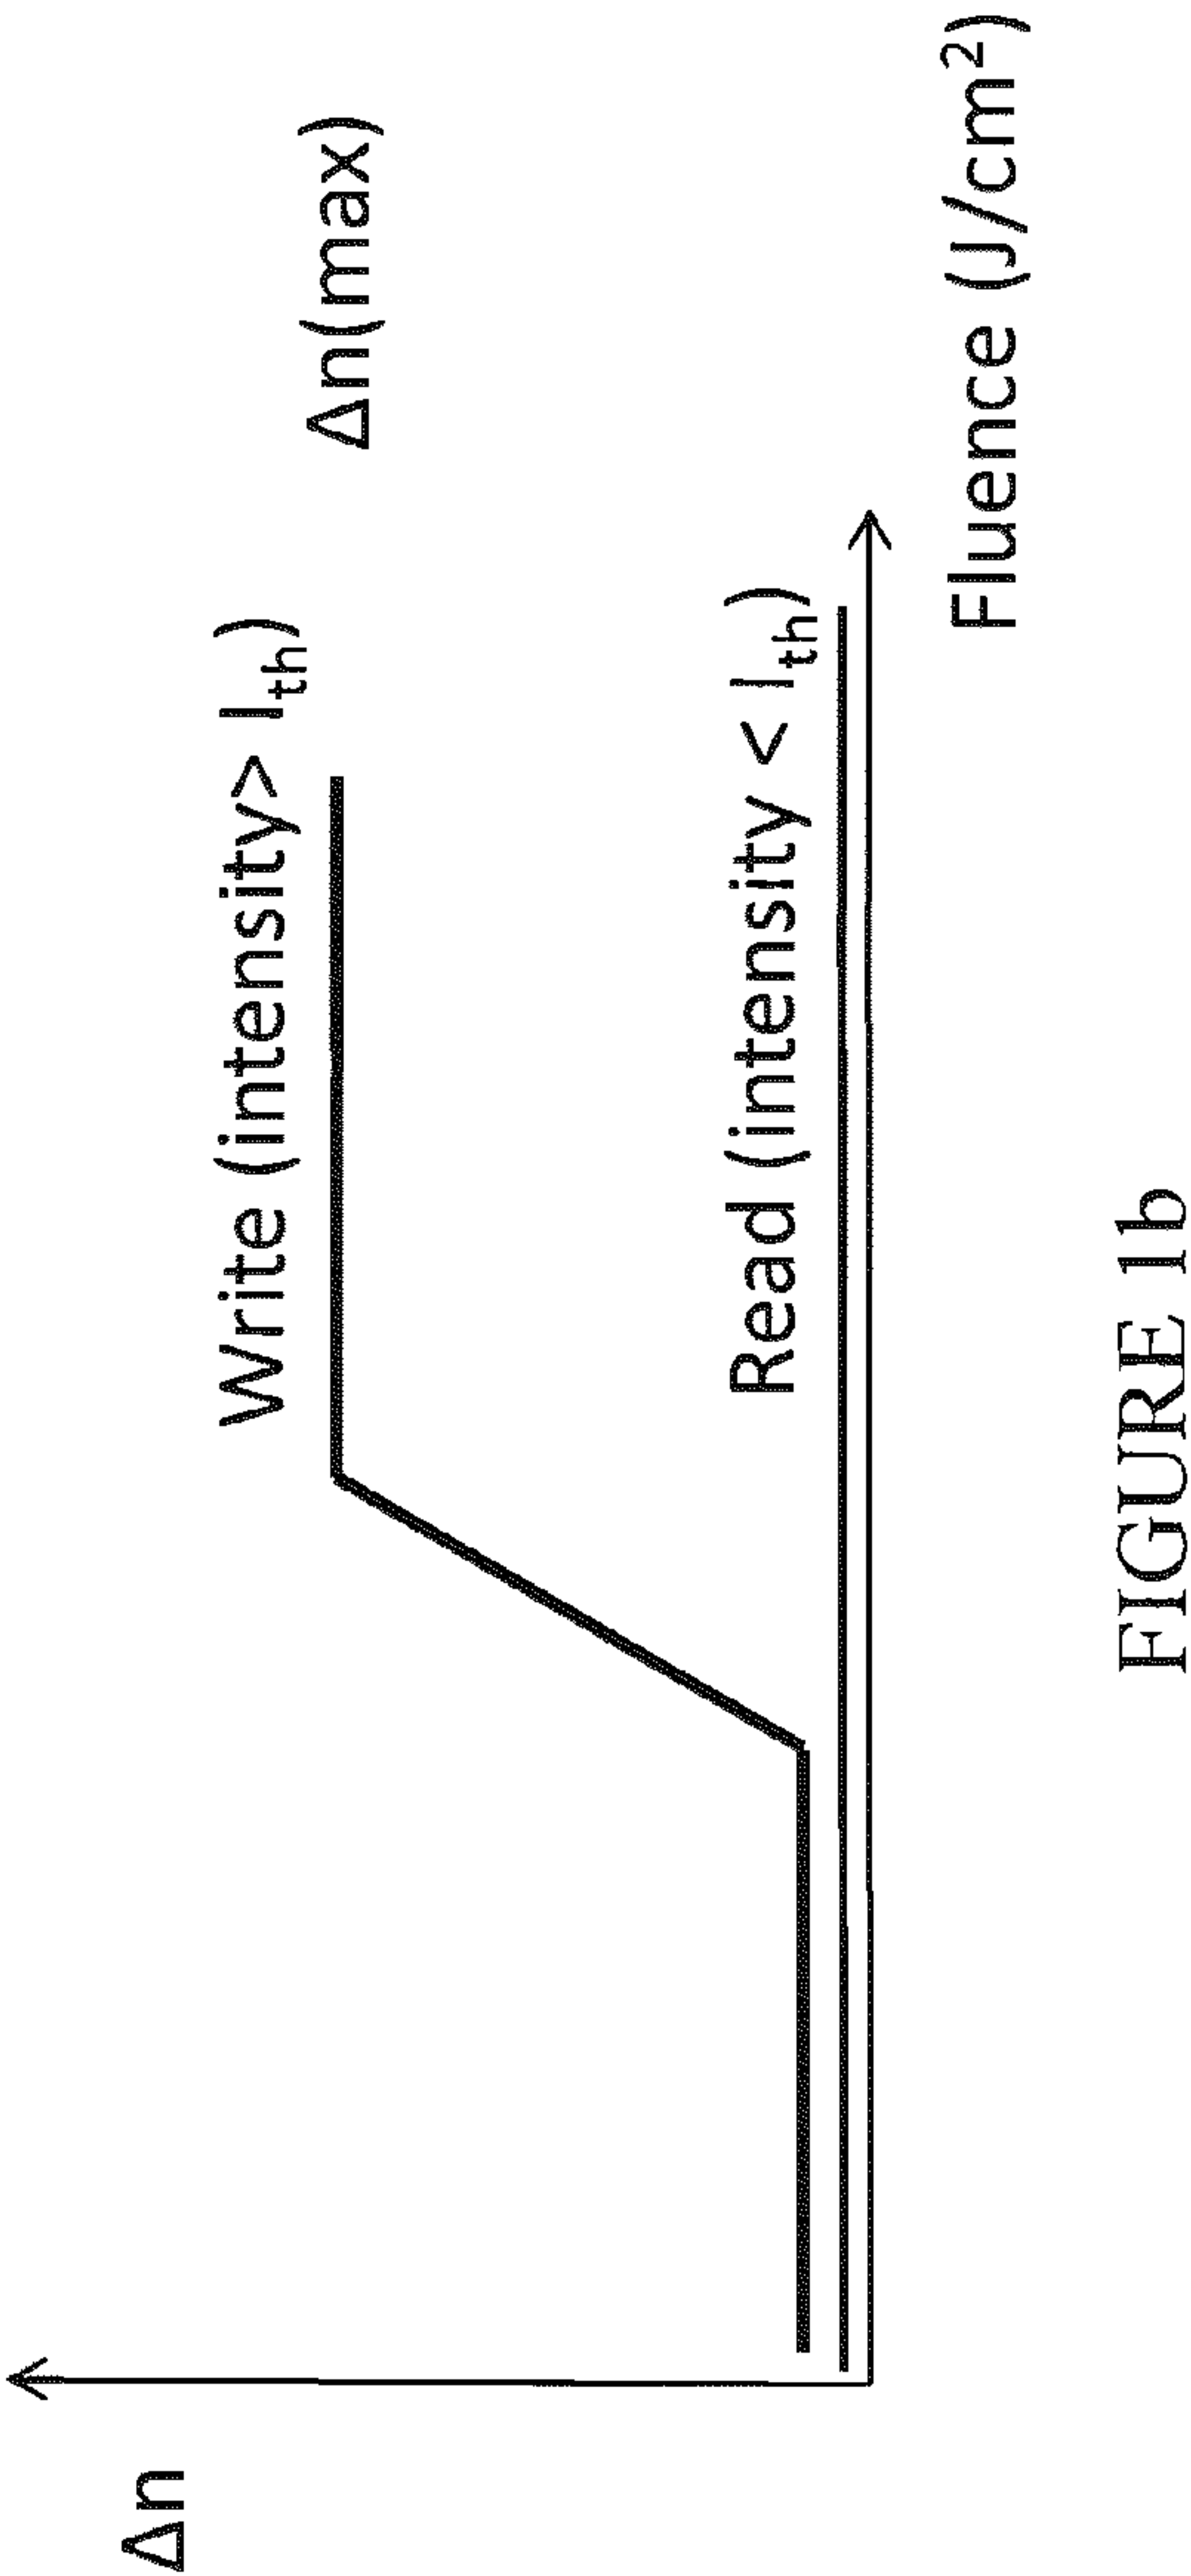 Δn
Write (intensity> I_th)
Δn(max)
Read (intensity < I_th)
Fluence (J/cm²)
FIGURE 1b